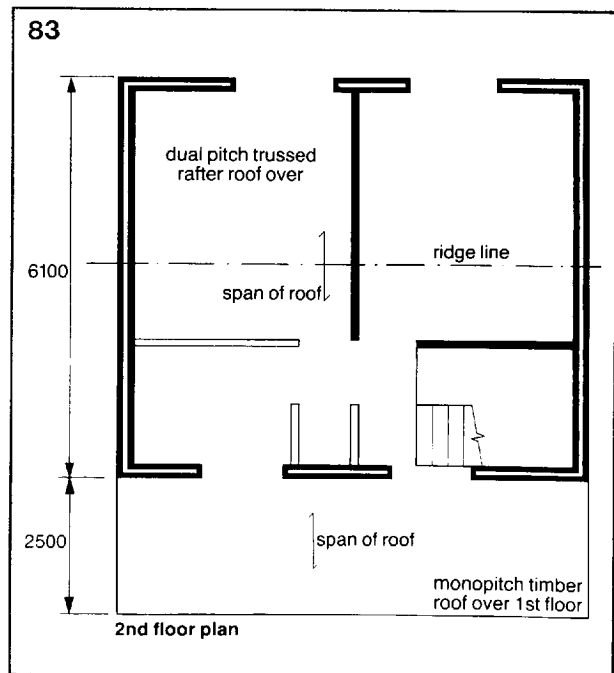 83
dual pitch trussed
rafter roof over
6100
ridge line
span of roof
2500
span of roof
monopitch timber
roof over 1st floor
2nd floor plan